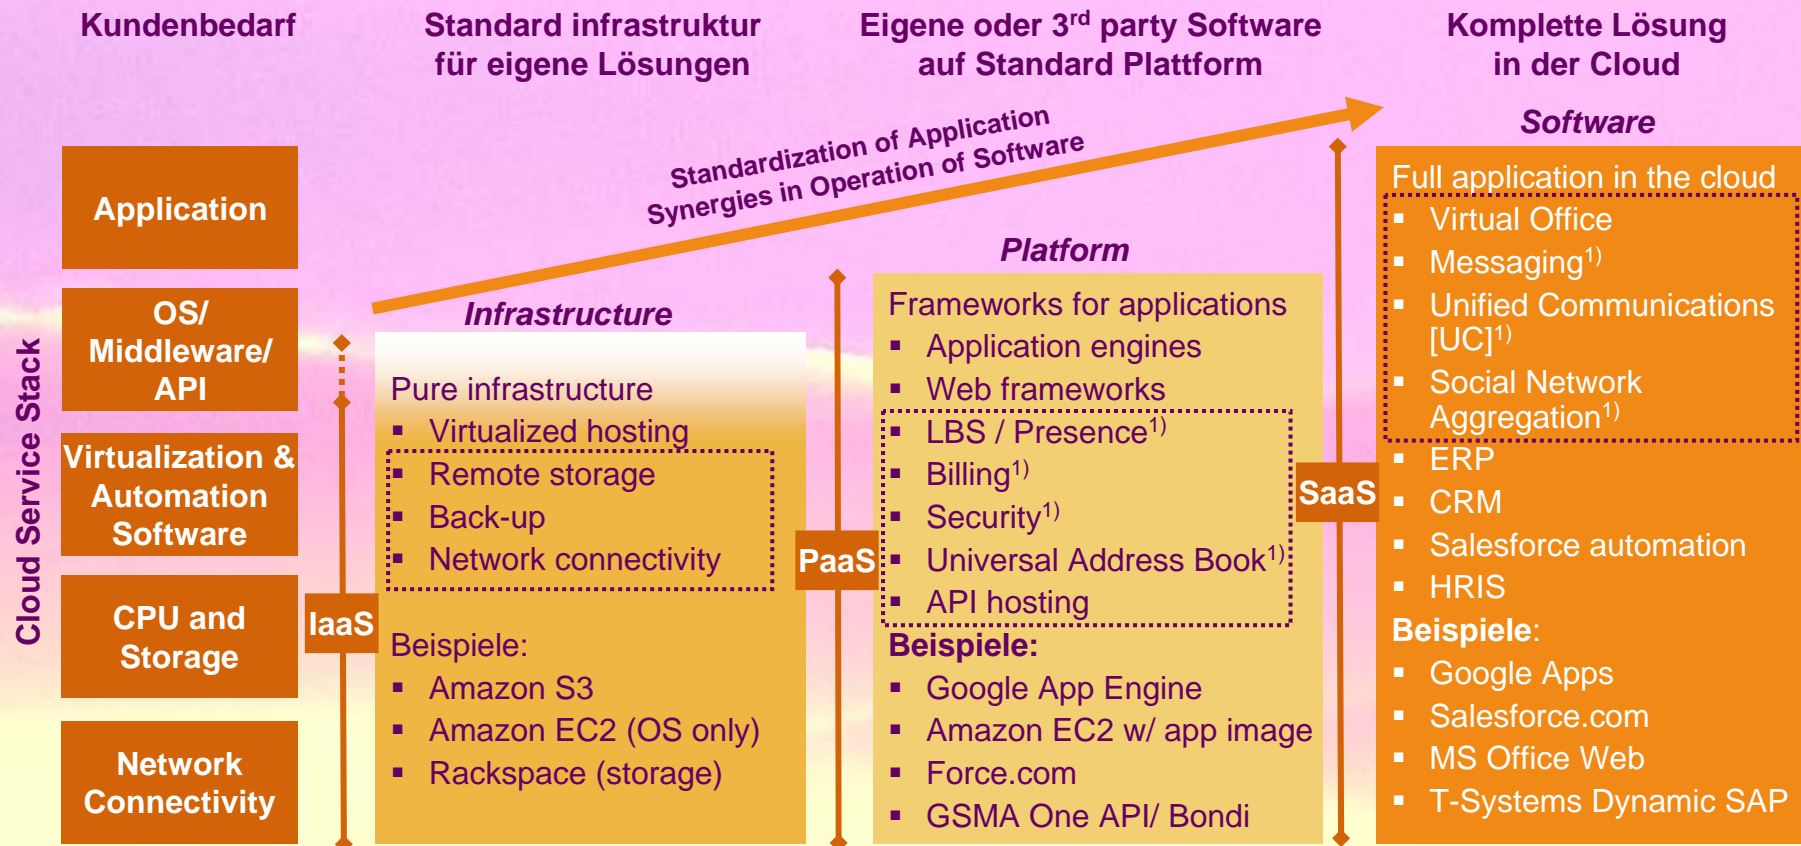 Kundenbedarf
Standard infrastruktur
für eigene Lösungen
Eigene oder 3rd party Software
auf Standard Plattform
Komplette Lösung
in der Cloud
Standardization of Application
Synergies in Operation of Software
Cloud Service Stack
Application
OS/
Middleware/
API
Virtualization &
Automation
Software
CPU and
Storage
Network
Connectivity
IaaS
Infrastructure
Pure infrastructure
▪ Virtualized hosting
▪ Remote storage
▪ Back-up
▪ Network connectivity
Beispiele:
▪ Amazon S3
▪ Amazon EC2 (OS only)
▪ Rackspace (storage)
PaaS
Platform
Frameworks for applications
▪ Application engines
▪ Web frameworks
▪ LBS / Presence1)
▪ Billing1)
▪ Security1)
▪ Universal Address Book1)
▪ API hosting
Beispiele:
▪ Google App Engine
▪ Amazon EC2 w/ app image
▪ Force.com
▪ GSMA One API/ Bondi
SaaS
Software
Full application in the cloud
▪ Virtual Office
▪ Messaging1)
▪ Unified Communications
[UC]1)
▪ Social Network
Aggregation1)
▪ ERP
▪ CRM
▪ Salesforce automation
▪ HRIS
Beispiele:
▪ Google Apps
▪ Salesforce.com
▪ MS Office Web
▪ T-Systems Dynamic SAP